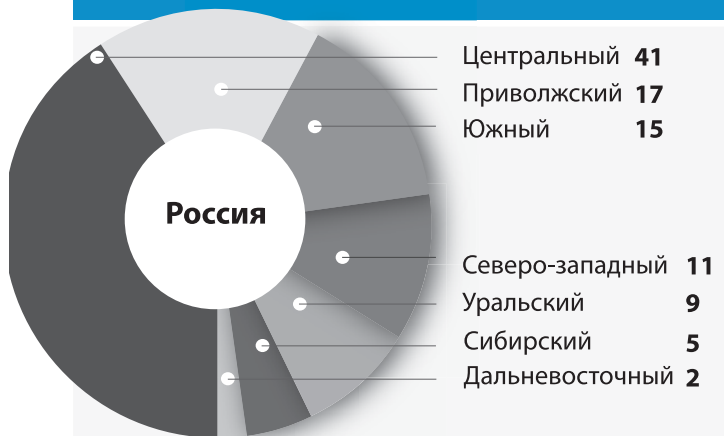 Центральный 41
Приволжский 17
Южный 15
Россия
Северо-западный 11
Уральский 9
Сибирский 5
Дальневосточный 2